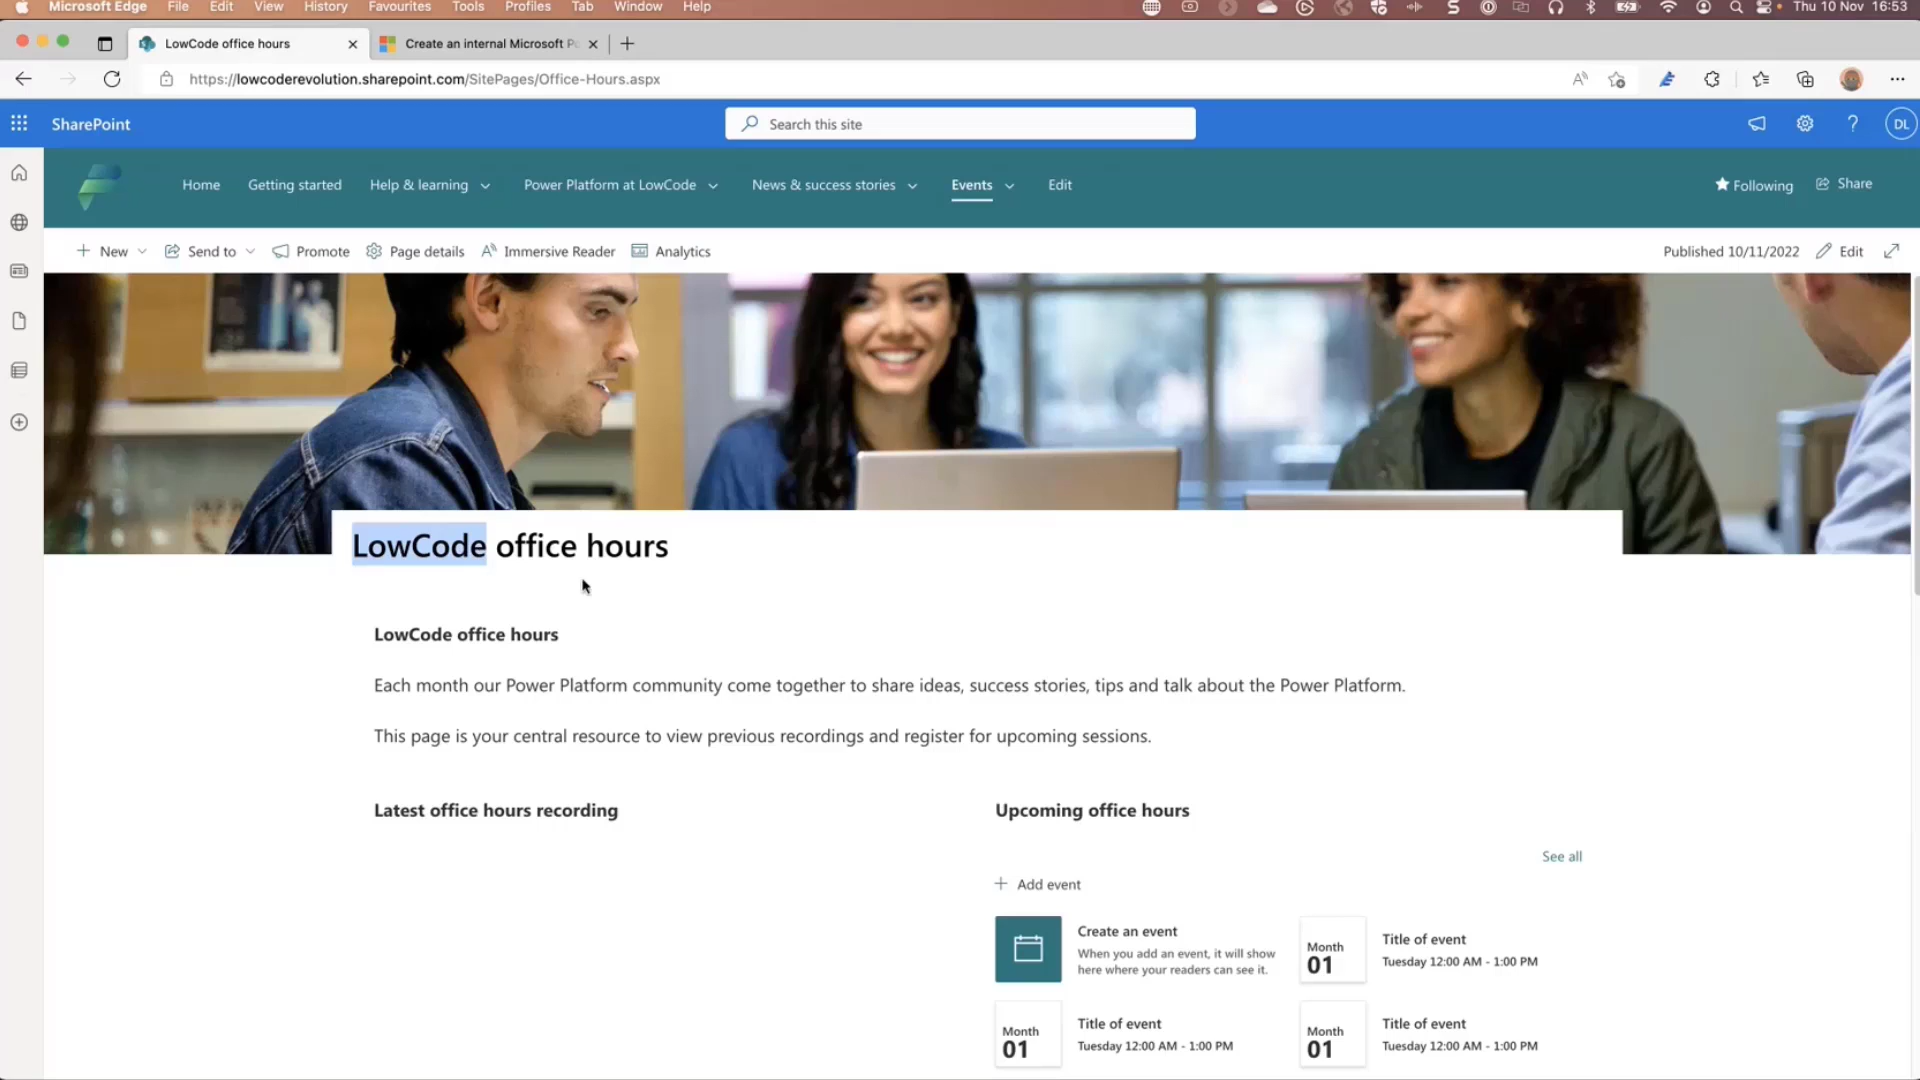 Microsoft Edge File Edit View History Favourites Tools Profiles Tab Window Help Thu 10 Nov 16:53
LowCode office hours
Create an internal Microsoft P
https://lowcoderevolution.sharepoint.com/SitePages/Office-Hours.aspx
SharePoint
Search this site
DL
Home Getting started Help & learning Power Platform at LowCode News & success stories Events Edit
Following Share
New Send to Promote Page details Immersive Reader Analytics
Published 10/11/2022 Edit
LowCode office hours
LowCode office hours
Each month our Power Platform community come together to share ideas, success stories, tips and talk about the Power Platform.
This page is your central resource to view previous recordings and register for upcoming sessions.
Latest office hours recording
Upcoming office hours
See all
Add event
Create an event
When you add an event, it will show
here where your readers can see it.
Month
01
Title of event
Tuesday 12:00 AM - 1:00 PM
Month
01
Title of event
Tuesday 12:00 AM - 1:00 PM
Month
01
Title of event
Tuesday 12:00 AM - 1:00 PM